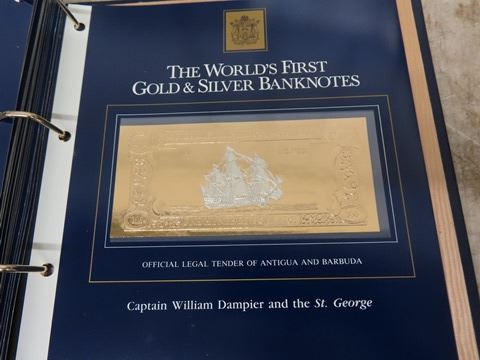 THE WORLD'S FIRST
GOLD & SILVER BANKNOTES
OFFICIAL LEGAL TENDER OF ANTIGUA AND BARBUDA
Captain William Dampier and the St. George